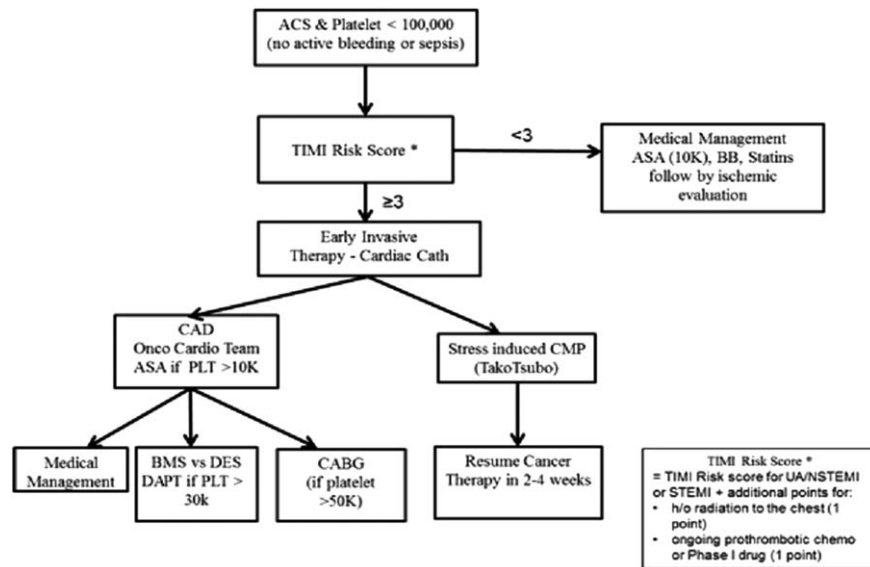 ACS & Platelet < 100,000
(no active bleeding or sepsis)
TIMI Risk Score *
<3
Medical Management
ASA (10K), BB, Statins
follow by ischemic
evaluation
≥3
Early Invasive
Therapy - Cardiac Cath
CAD
Onco Cardio Team
ASA if PLT >10K
Stress induced CMP
(TakoTsubo)
Medical
Management
BMS vs DES
DAPT if PLT >
30k
CABG
(if platelet
>50K)
Resume Cancer
Therapy in 2-4 weeks
TIMI Risk Score *
= TIMI Risk score for UA/NSTEMI
or STEMI + additional points for:
• h/o radiation to the chest (1
point)
• ongoing prothrombotic chemo
or Phase I drug (1 point)